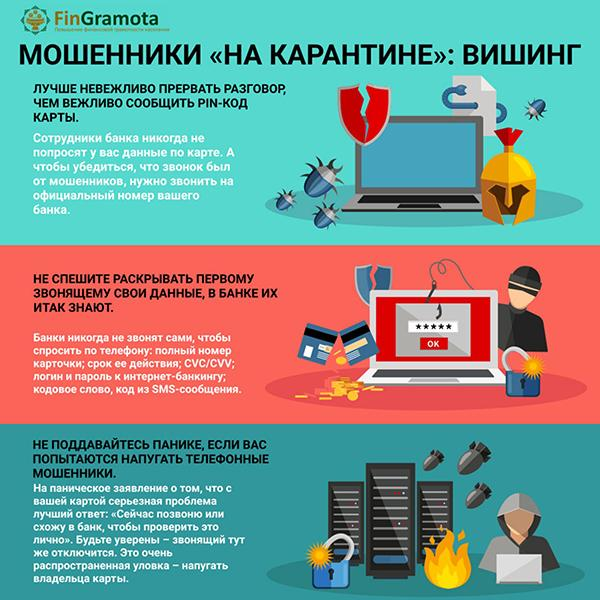 FinGramota
Повышение финансовой грамотности населения
МОШЕННИКИ «НА КАРАНТИНЕ»: ВИШИНГ
ЛУЧШЕ НЕВЕЖЛИВО ПРЕРВАТЬ РАЗГОВОР,
ЧЕМ ВЕЖЛИВО СООБЩИТЬ PIN-КОД
КАРТЫ.
Сотрудники банка никогда не
попросят у вас данные по карте. А
чтобы убедиться, что звонок был
от мошенников, нужно звонить на
официальный номер вашего
банка.
НЕ СПЕШИТЕ РАСКРЫВАТЬ ПЕРВОМУ
ЗВОНЯЩЕМУ СВОИ ДАННЫЕ, В БАНКЕ ИХ
ИТАК ЗНАЮТ.
Банки никогда не звонят сами, чтобы
спросить по телефону: полный номер
карточки; срок ее действия; CVC/CVV;
логин и пароль к интернет-банкингу;
кодовое слово, код из SMS-сообщения.
*****
OK
НЕ ПОДДАВАЙТЕСЬ ПАНИКЕ, ЕСЛИ ВАС
ПОПЫТАЮТСЯ НАПУГАТЬ ТЕЛЕФОННЫЕ
МОШЕННИКИ.
На паническое заявление о том, что с
вашей картой серьезная проблема
лучший ответ: «Сейчас позвоню или
схожу в банк, чтобы проверить это
лично». Будьте уверены – звонящий тут
же отключится. Это очень
распространенная уловка – напугать
владельца карты.